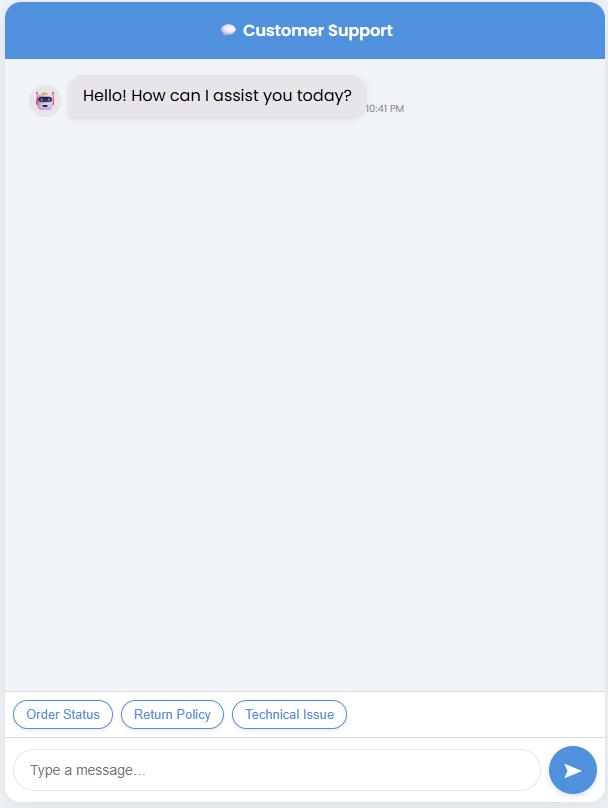 Customer Support
Hello! How can I assist you today?
10:41 PM
Order Status
Return Policy
Technical Issue
Type a message...